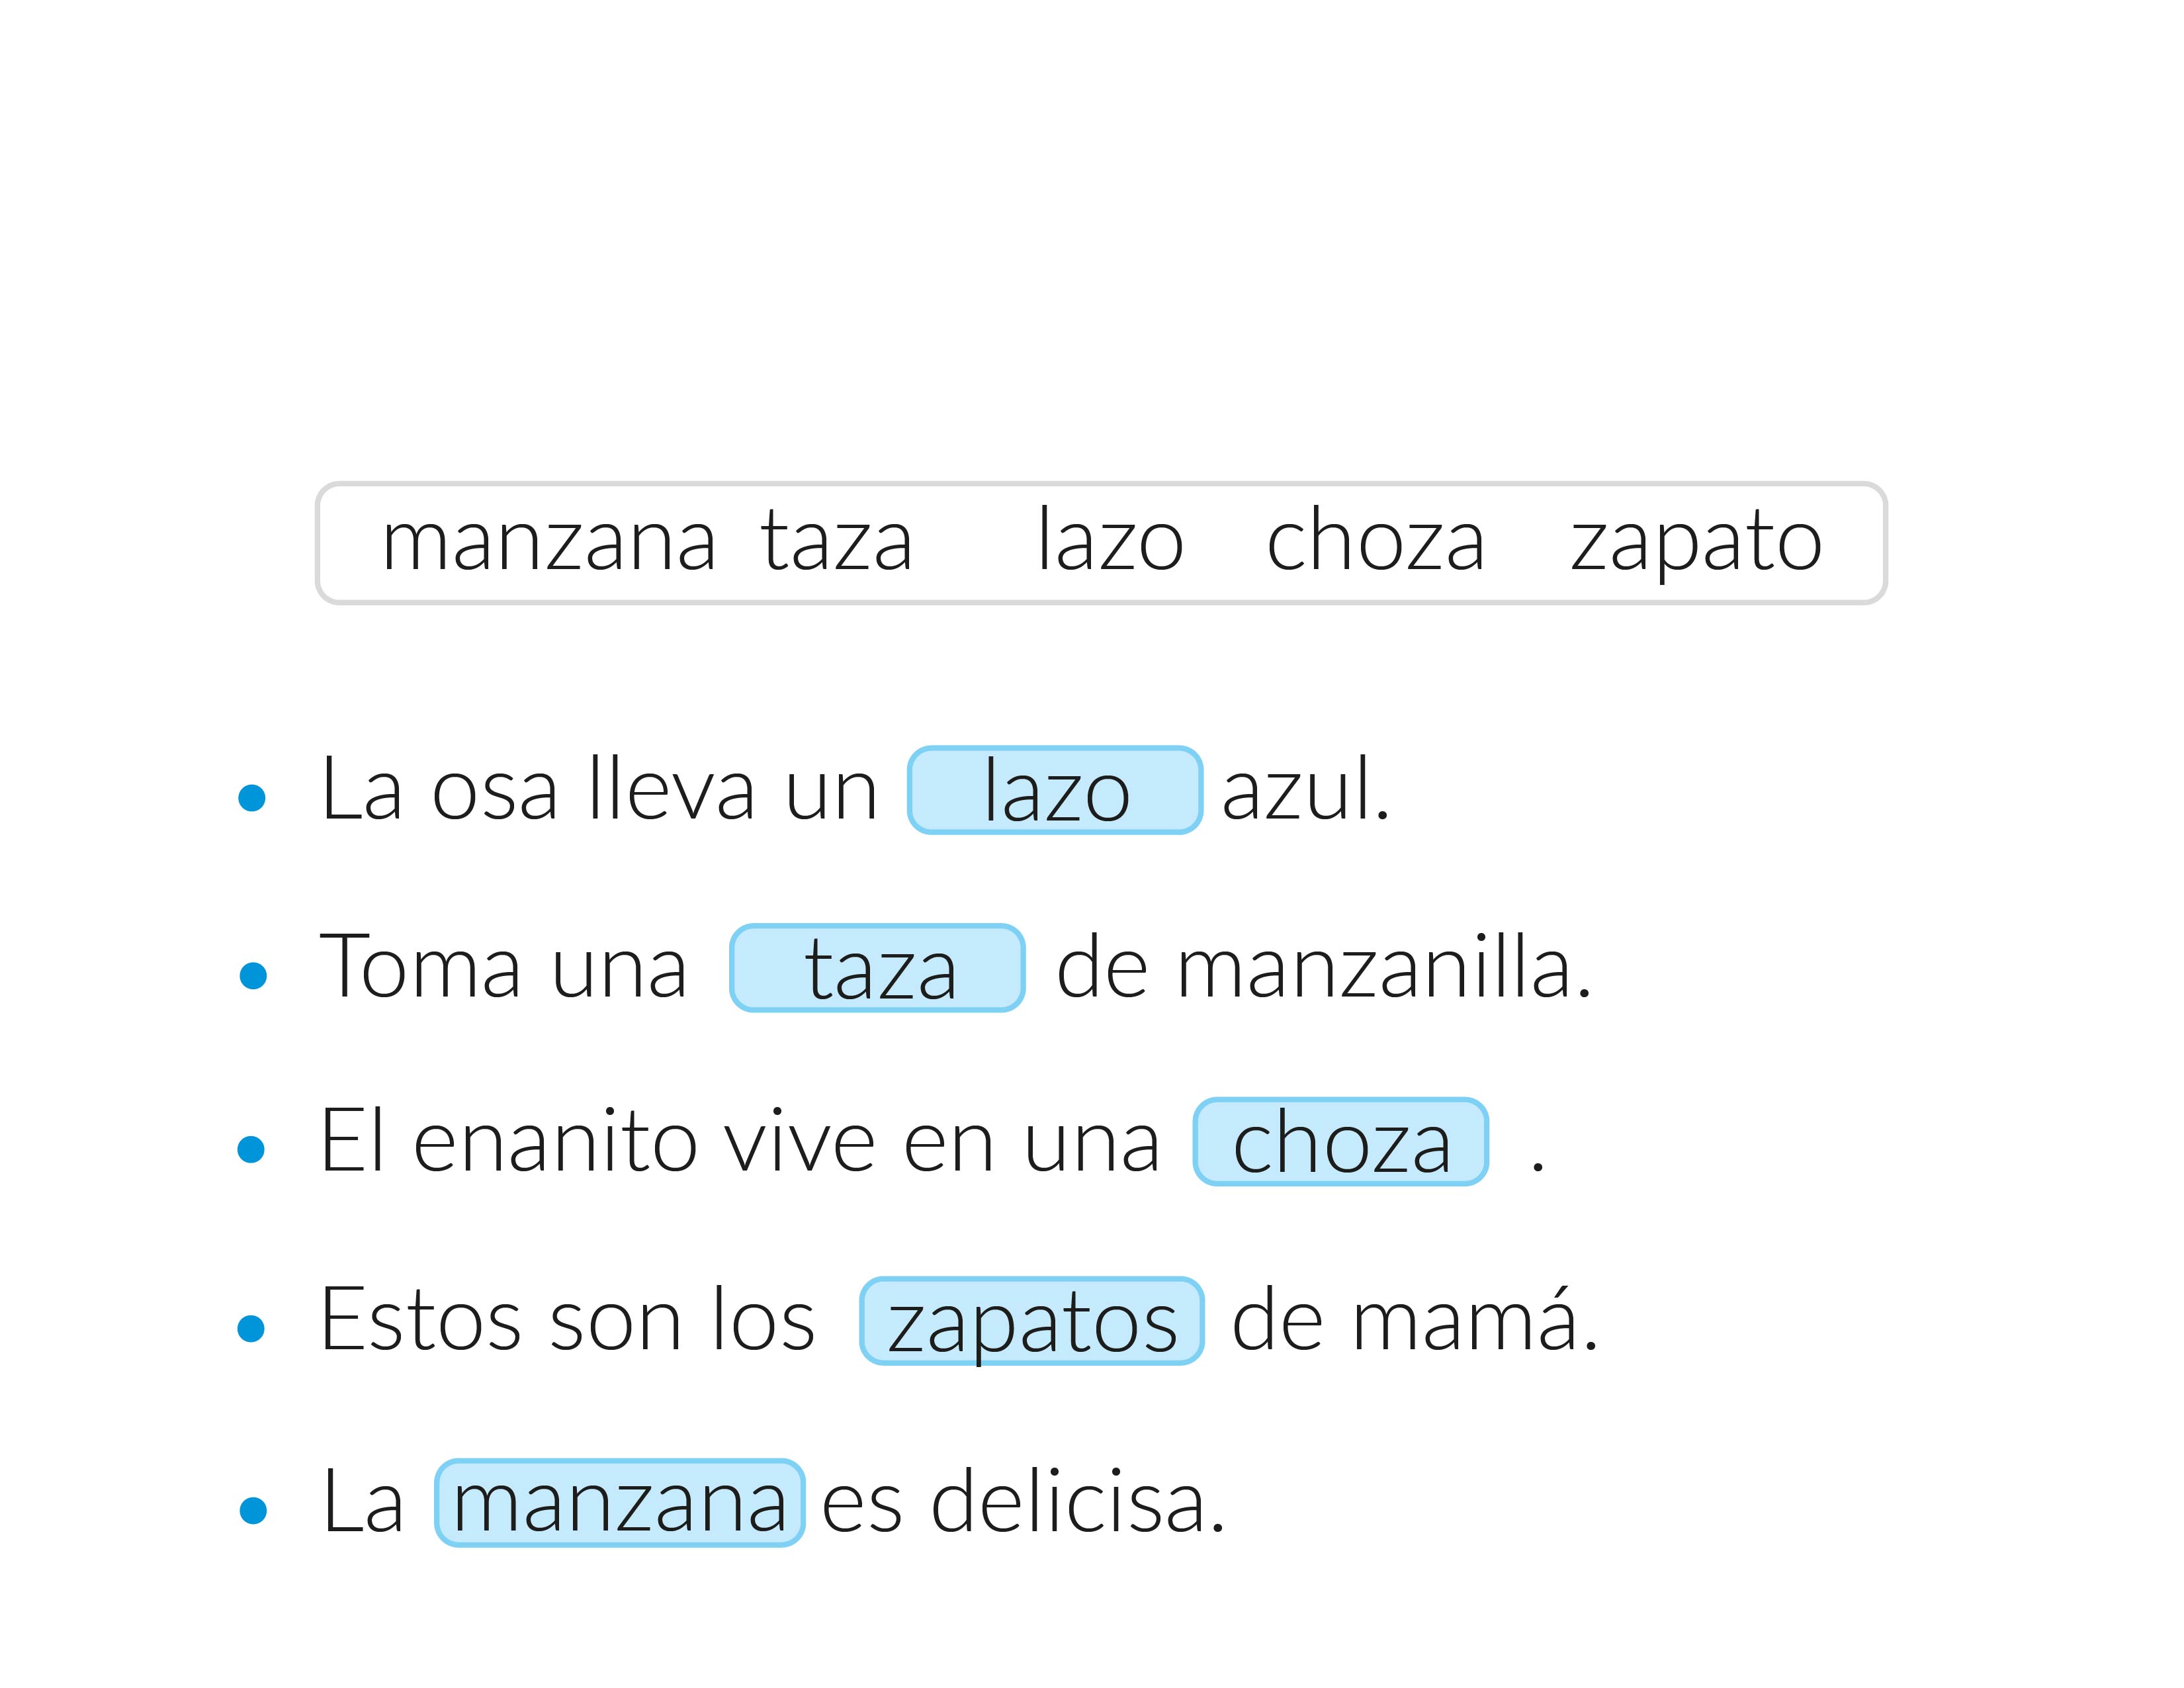 manzana taza lazo choza zapato
• La osa lleva un lazo azul.
• Toma una taza de manzanilla.
• El enanito vive en una choza .
• Estos son los zapatos de mamá.
• La manzana es delicisa.